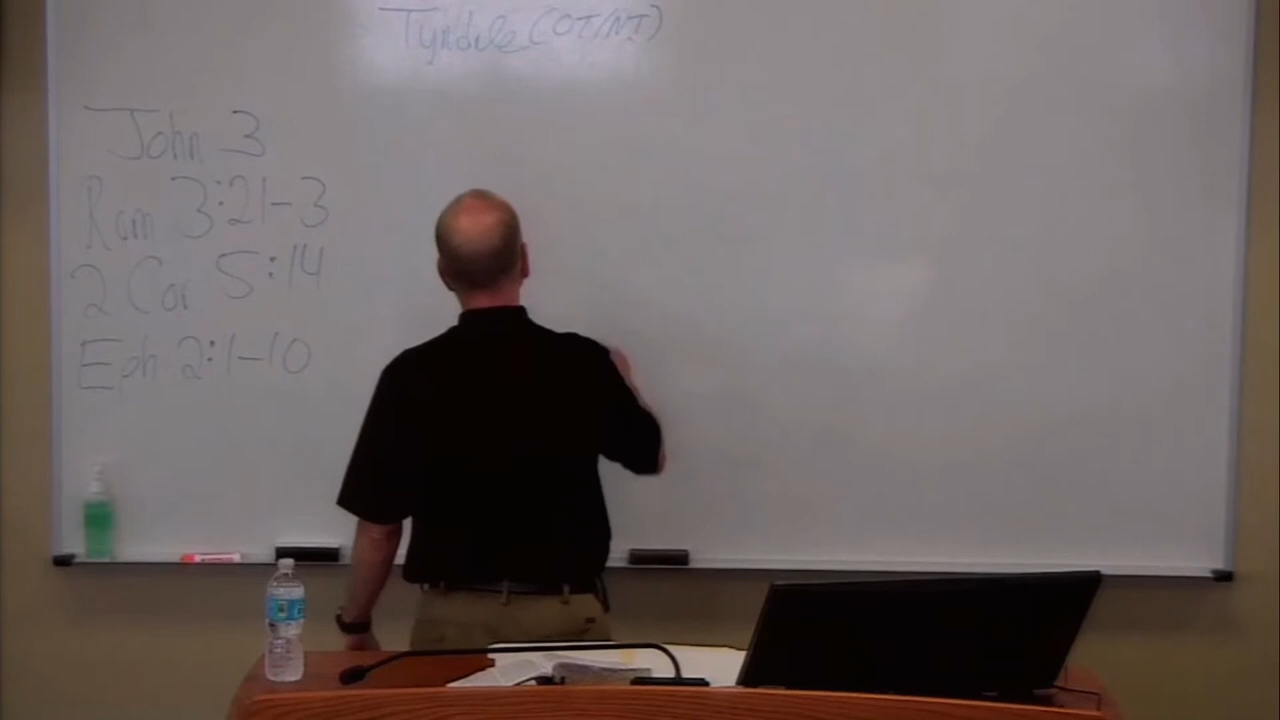 Tyndale (OT/NT)
John 3
Rom 3:21-3
2 Cor 5:14
Eph 2:1-10